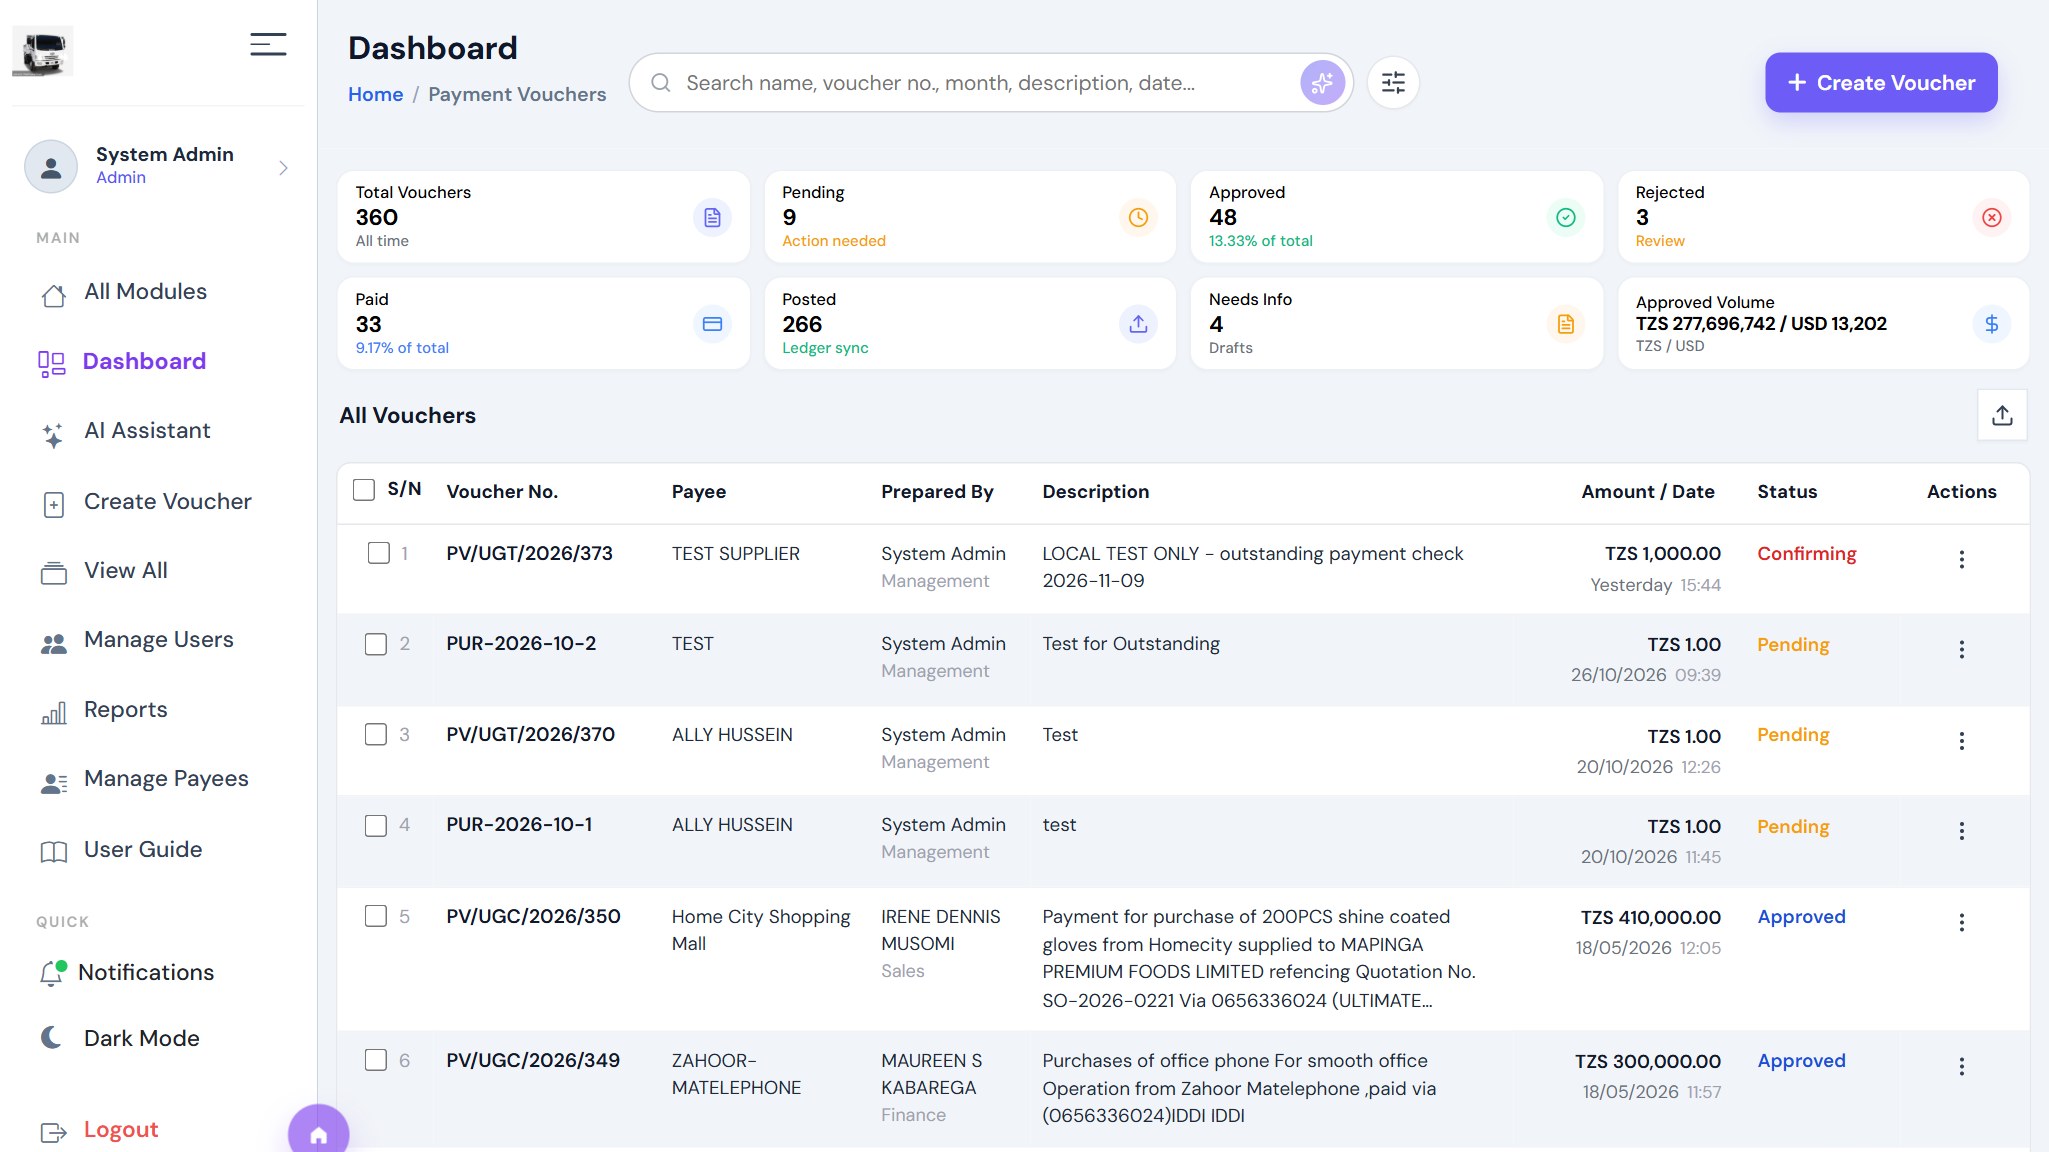 Dashboard
Home / Payment Vouchers
Search name, voucher no., month, description, date...
+ Create Voucher
System Admin
Admin
MAIN
All Modules
Dashboard
AI Assistant
Create Voucher
View All
Manage Users
Reports
Manage Payees
User Guide
QUICK
Notifications
Dark Mode
Logout
Total Vouchers
360
All time
Pending
9
Action needed
Approved
48
13.33% of total
Rejected
3
Review
Paid
33
9.17% of total
Posted
266
Ledger sync
Needs Info
4
Drafts
Approved Volume
TZS 277,696,742 / USD 13,202
TZS / USD
All Vouchers
S/N Voucher No. Payee Prepared By Description Amount / Date Status Actions
1 PV/UGT/2026/373 TEST SUPPLIER System Admin LOCAL TEST ONLY - outstanding payment check TZS 1,000.00 Confirming
Management 2026-11-09 Yesterday 15:44
2 PUR-2026-10-2 TEST System Admin Test for Outstanding TZS 1.00 Pending
Management 26/10/2026 09:39
3 PV/UGT/2026/370 ALLY HUSSEIN System Admin Test TZS 1.00 Pending
Management 20/10/2026 12:26
4 PUR-2026-10-1 ALLY HUSSEIN System Admin test TZS 1.00 Pending
Management 20/10/2026 11:45
5 PV/UGC/2026/350 Home City Shopping IRENE DENNIS Payment for purchase of 200PCS shine coated TZS 410,000.00 Approved
Mall MUSOMI gloves from Homecity supplied to MAPINGA 18/05/2026 12:05
Sales PREMIUM FOODS LIMITED refencing Quotation No.
SO-2026-0221 Via 0656336024 (ULTIMATE...
6 PV/UGC/2026/349 ZAHOOR- MAUREEN S Purchases of office phone For smooth office TZS 300,000.00 Approved
MATELEPHONE KABAREGA Operation from Zahoor Matelephone ,paid via 18/05/2026 11:57
Finance (0656336024)IDDI IDDI